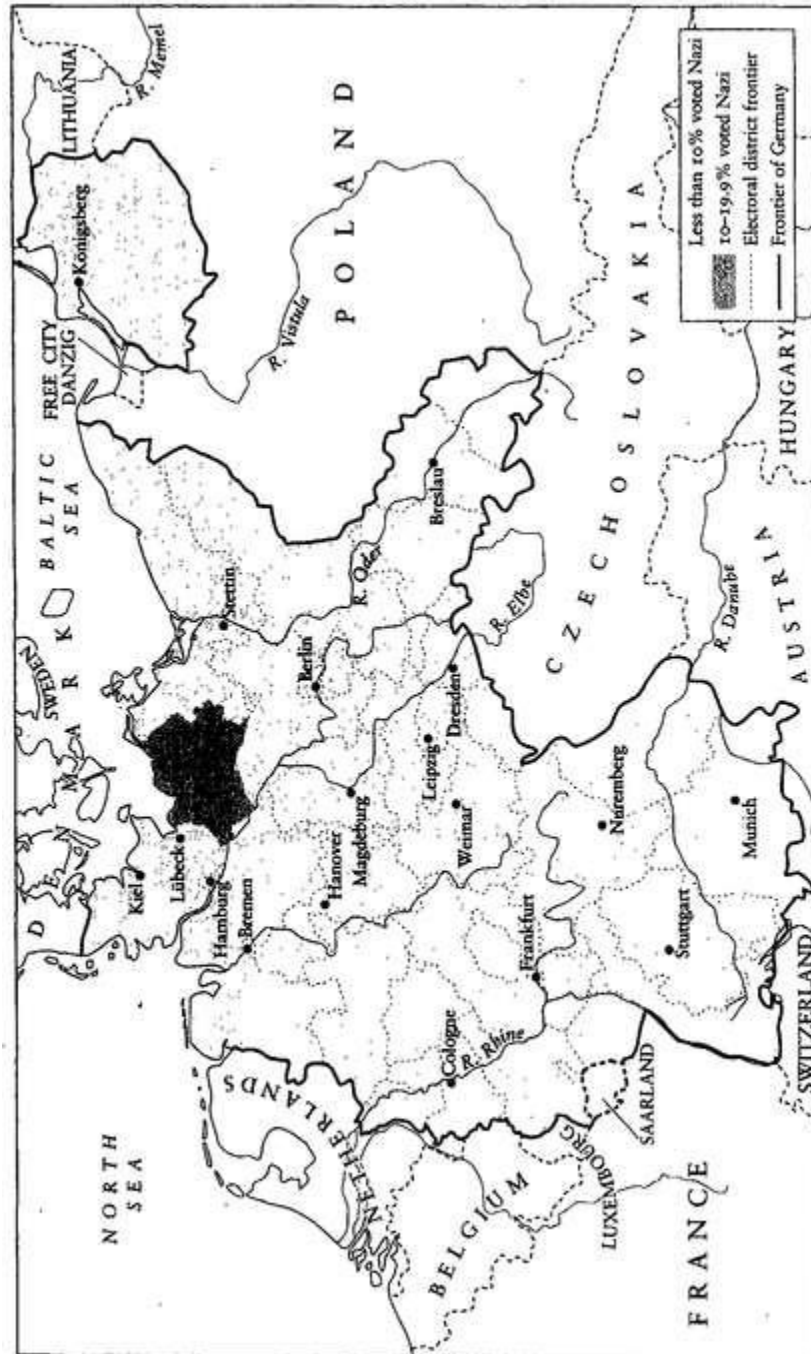 NORTH
SEA
DENMARK
SWEDEN
BALTIC
SEA
FREE CITY
DANZIG
LITHUANIA
R. Memel
Königsberg
Kiel
Lübeck
Hamburg
Bremen
Stettin
NETHERLANDS
Hanover
Magdeburg
Berlin
R. Oder
R. Vistula
POLAND
BELGIUM
Cologne
R. Rhine
Weimar
Leipzig
Dresden
R. Elbe
Breslau
LUXEMBOURG
SAARLAND
Frankfurt
Nuremberg
CZECHOSLOVAKIA
FRANCE
Stuttgart
Munich
R. Danube
SWITZERLAND
AUSTRIA
HUNGARY
Less than 10% voted Nazi
10–19.9% voted Nazi
Electoral district frontier
Frontier of Germany